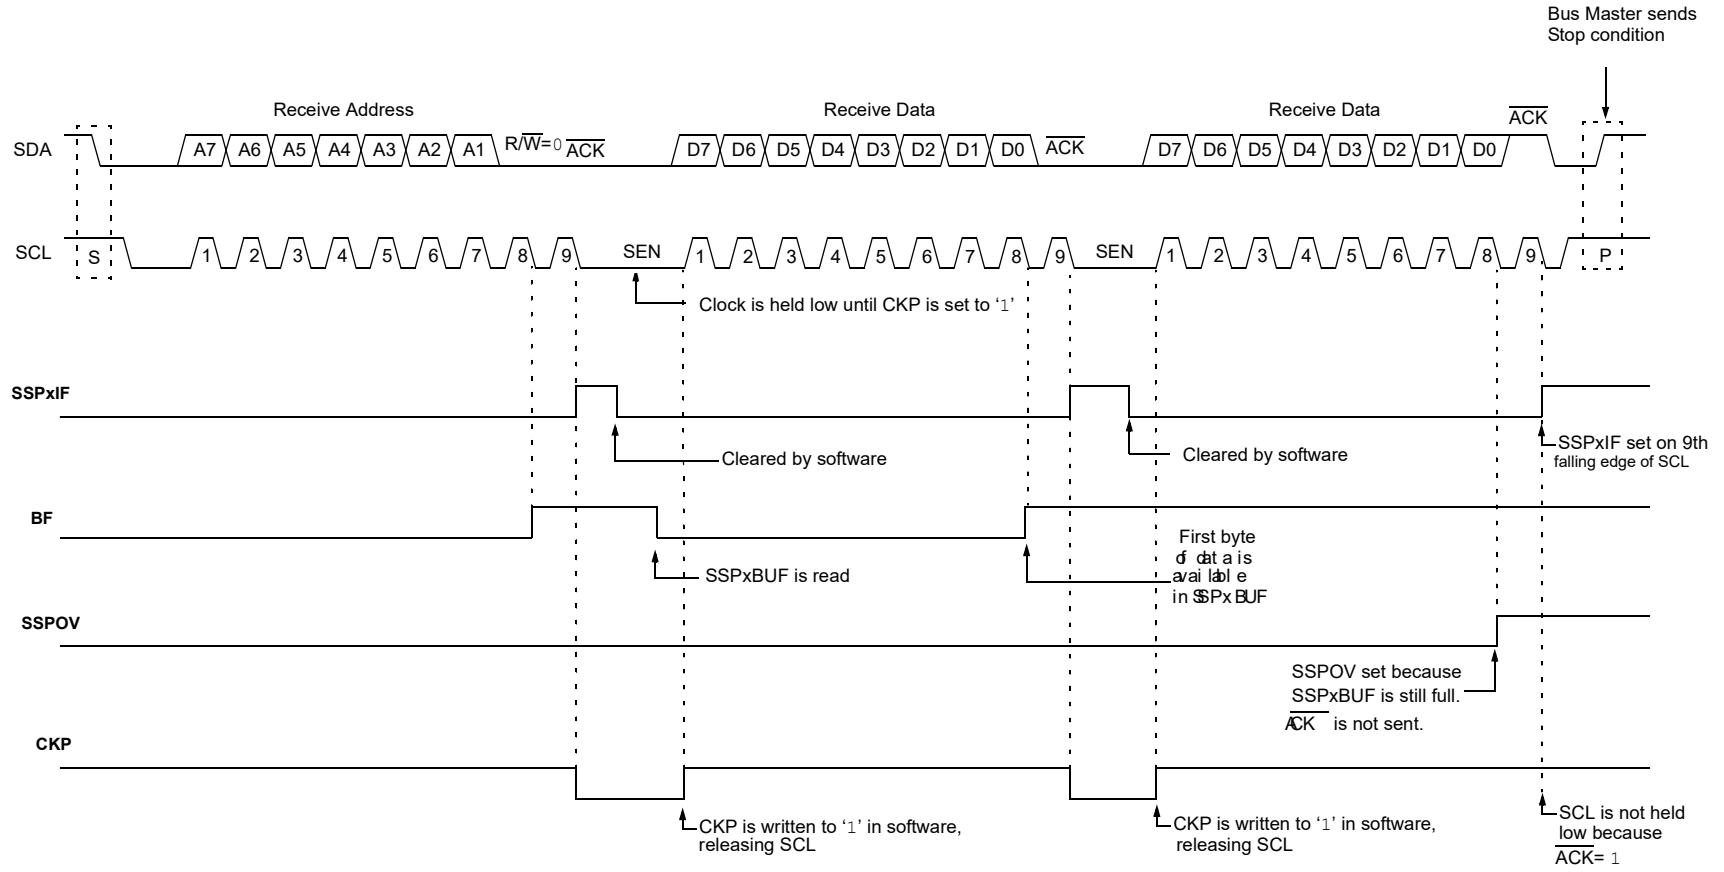 Bus Master sends
Stop condition
Receive Address
Receive Data
Receive Data
ACK
SDA
A7 A6 A5 A4 A3 A2 A1 R/W=0 ACK D7 D6 D5 D4 D3 D2 D1 D0 ACK D7 D6 D5 D4 D3 D2 D1 D0
SCL
S 1 2 3 4 5 6 7 8 9 SEN 1 2 3 4 5 6 7 8 9 SEN 1 2 3 4 5 6 7 8 9 P
Clock is held low until CKP is set to ‘1’
SSPxIF
Cleared by software
Cleared by software
SSPxIF set on 9th
falling edge of SCL
BF
SSPxBUF is read
First byte
of data is
available
in SSPxBUF
SSPOV
SSPOV set because
SSPxBUF is still full.
ACK is not sent.
CKP
CKP is written to ‘1’ in software,
releasing SCL
CKP is written to ‘1’ in software,
releasing SCL
SCL is not held
low because
ACK= 1